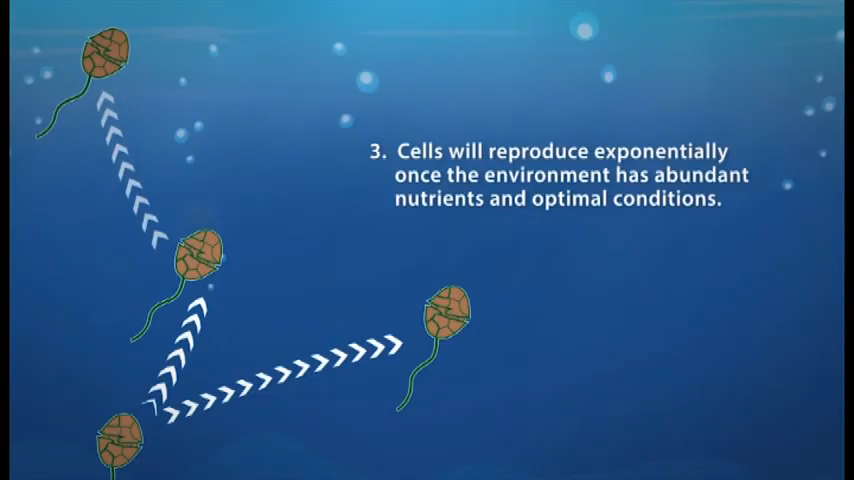 3. Cells will reproduce exponentially
once the environment has abundant
nutrients and optimal conditions.